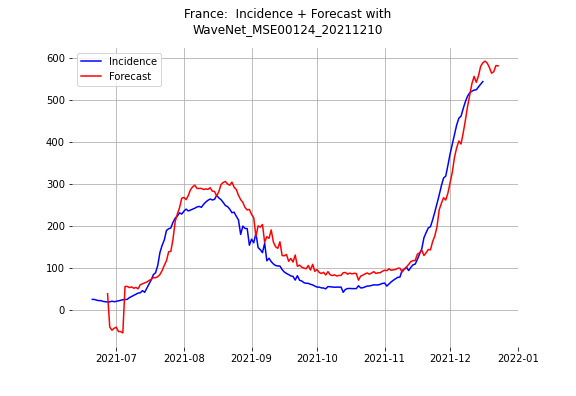 France:  Incidence + Forecast with
WaveNet_MSE00124_20211210
Incidence
Forecast
600
500
400
300
200
100
0
2021-07 2021-08 2021-09 2021-10 2021-11 2021-12 2022-01